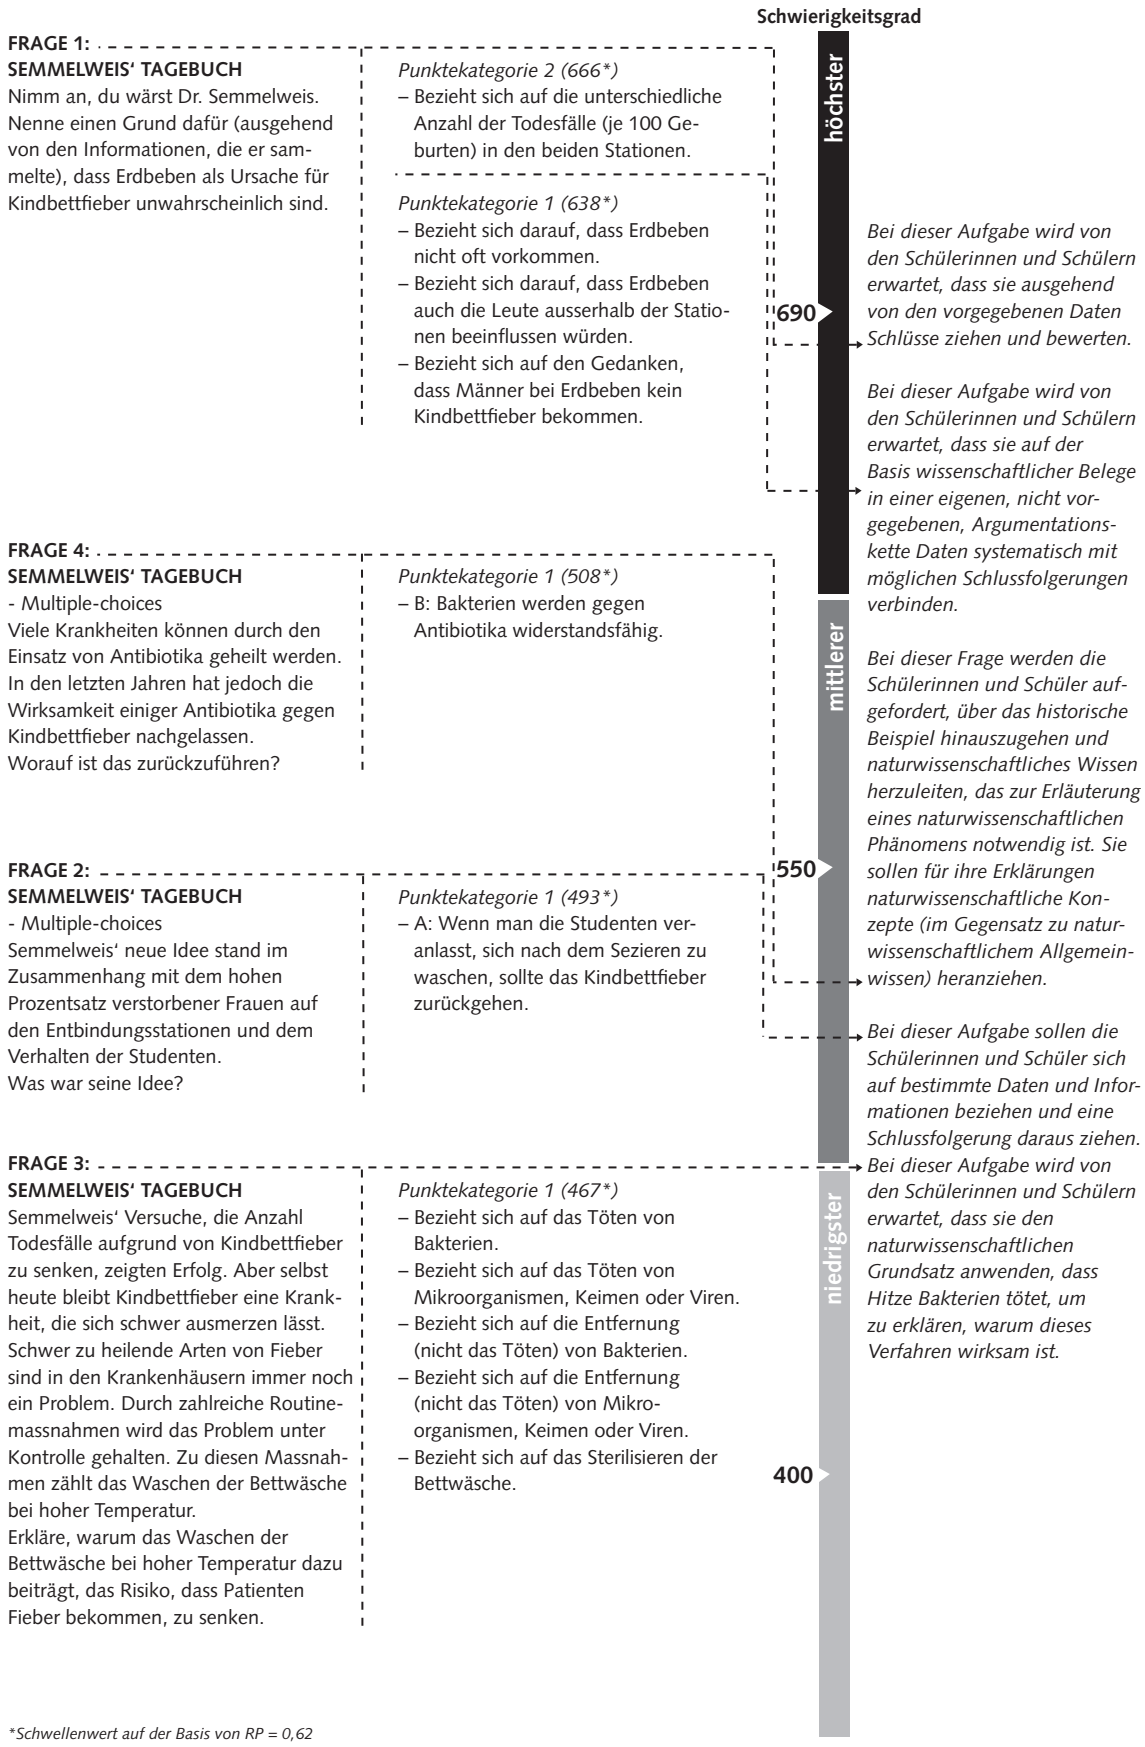 Schwierigkeitsgrad
FRAGE 1:
SEMMELWEIS' TAGEBUCH
Nimm an, du wärst Dr. Semmelweis.
Nenne einen Grund dafür (ausgehend
von den Informationen, die er sam-
melte), dass Erdbeben als Ursache für
Kindbettfieber unwahrscheinlich sind.
Punktekategorie 2 (666*)
– Bezieht sich auf die unterschiedliche
Anzahl der Todesfälle (je 100 Ge-
burten) in den beiden Stationen.
Punktekategorie 1 (638*)
– Bezieht sich darauf, dass Erdbeben
nicht oft vorkommen.
– Bezieht sich darauf, dass Erdbeben
auch die Leute ausserhalb der Statio-
nen beeinflussen würden.
– Bezieht sich auf den Gedanken,
dass Männer bei Erdbeben kein
Kindbettfieber bekommen.
höchster
690
Bei dieser Aufgabe wird von
den Schülerinnen und Schülern
erwartet, dass sie ausgehend
von den vorgegebenen Daten
Schlüsse ziehen und bewerten.
Bei dieser Aufgabe wird von
den Schülerinnen und Schülern
erwartet, dass sie auf der
Basis wissenschaftlicher Belege
in einer eigenen, nicht vor-
gegebenen, Argumentations-
kette Daten systematisch mit
möglichen Schlussfolgerungen
verbinden.
FRAGE 4:
SEMMELWEIS' TAGEBUCH
- Multiple-choices
Viele Krankheiten können durch den
Einsatz von Antibiotika geheilt werden.
In den letzten Jahren hat jedoch die
Wirksamkeit einiger Antibiotika gegen
Kindbettfieber nachgelassen.
Worauf ist das zurückzuführen?
Punktekategorie 1 (508*)
– B: Bakterien werden gegen
Antibiotika widerstandsfähig.
mittlerer
550
Bei dieser Frage werden die
Schülerinnen und Schüler auf-
gefordert, über das historische
Beispiel hinauszugehen und
naturwissenschaftliches Wissen
herzuleiten, das zur Erläuterung
eines naturwissenschaftlichen
Phänomens notwendig ist. Sie
sollen für ihre Erklärungen
naturwissenschaftliche Kon-
zepte (im Gegensatz zu natur-
wissenschaftlichem Allgemein-
wissen) heranziehen.
FRAGE 2:
SEMMELWEIS' TAGEBUCH
- Multiple-choices
Semmelweis' neue Idee stand im
Zusammenhang mit dem hohen
Prozentsatz verstorbener Frauen auf
den Entbindungsstationen und dem
Verhalten der Studenten.
Was war seine Idee?
Punktekategorie 1 (493*)
– A: Wenn man die Studenten ver-
anlasst, sich nach dem Sezieren zu
waschen, sollte das Kindbettfieber
zurückgehen.
Bei dieser Aufgabe sollen die
Schülerinnen und Schüler sich
auf bestimmte Daten und Infor-
mationen beziehen und eine
Schlussfolgerung daraus ziehen.
FRAGE 3:
SEMMELWEIS' TAGEBUCH
Semmelweis' Versuche, die Anzahl
Todesfälle aufgrund von Kindbettfieber
zu senken, zeigten Erfolg. Aber selbst
heute bleibt Kindbettfieber eine Krank-
heit, die sich schwer ausmerzen lässt.
Schwer zu heilende Arten von Fieber
sind in den Krankenhäusern immer noch
ein Problem. Durch zahlreiche Routine-
massnahmen wird das Problem unter
Kontrolle gehalten. Zu diesen Massnah-
men zählt das Waschen der Bettwäsche
bei hoher Temperatur.
Erkläre, warum das Waschen der
Bettwäsche bei hoher Temperatur dazu
beiträgt, das Risiko, dass Patienten
Fieber bekommen, zu senken.
Punktekategorie 1 (467*)
– Bezieht sich auf das Töten von
Bakterien.
– Bezieht sich auf das Töten von
Mikroorganismen, Keimen oder Viren.
– Bezieht sich auf die Entfernung
(nicht das Töten) von Bakterien.
– Bezieht sich auf die Entfernung
(nicht das Töten) von Mikro-
organismen, Keimen oder Viren.
– Bezieht sich auf das Sterilisieren der
Bettwäsche.
niedrigster
400
Bei dieser Aufgabe wird von
den Schülerinnen und Schülern
erwartet, dass sie den
naturwissenschaftlichen
Grundsatz anwenden, dass
Hitze Bakterien tötet, um
zu erklären, warum dieses
Verfahren wirksam ist.
*Schwellenwert auf der Basis von RP = 0,62